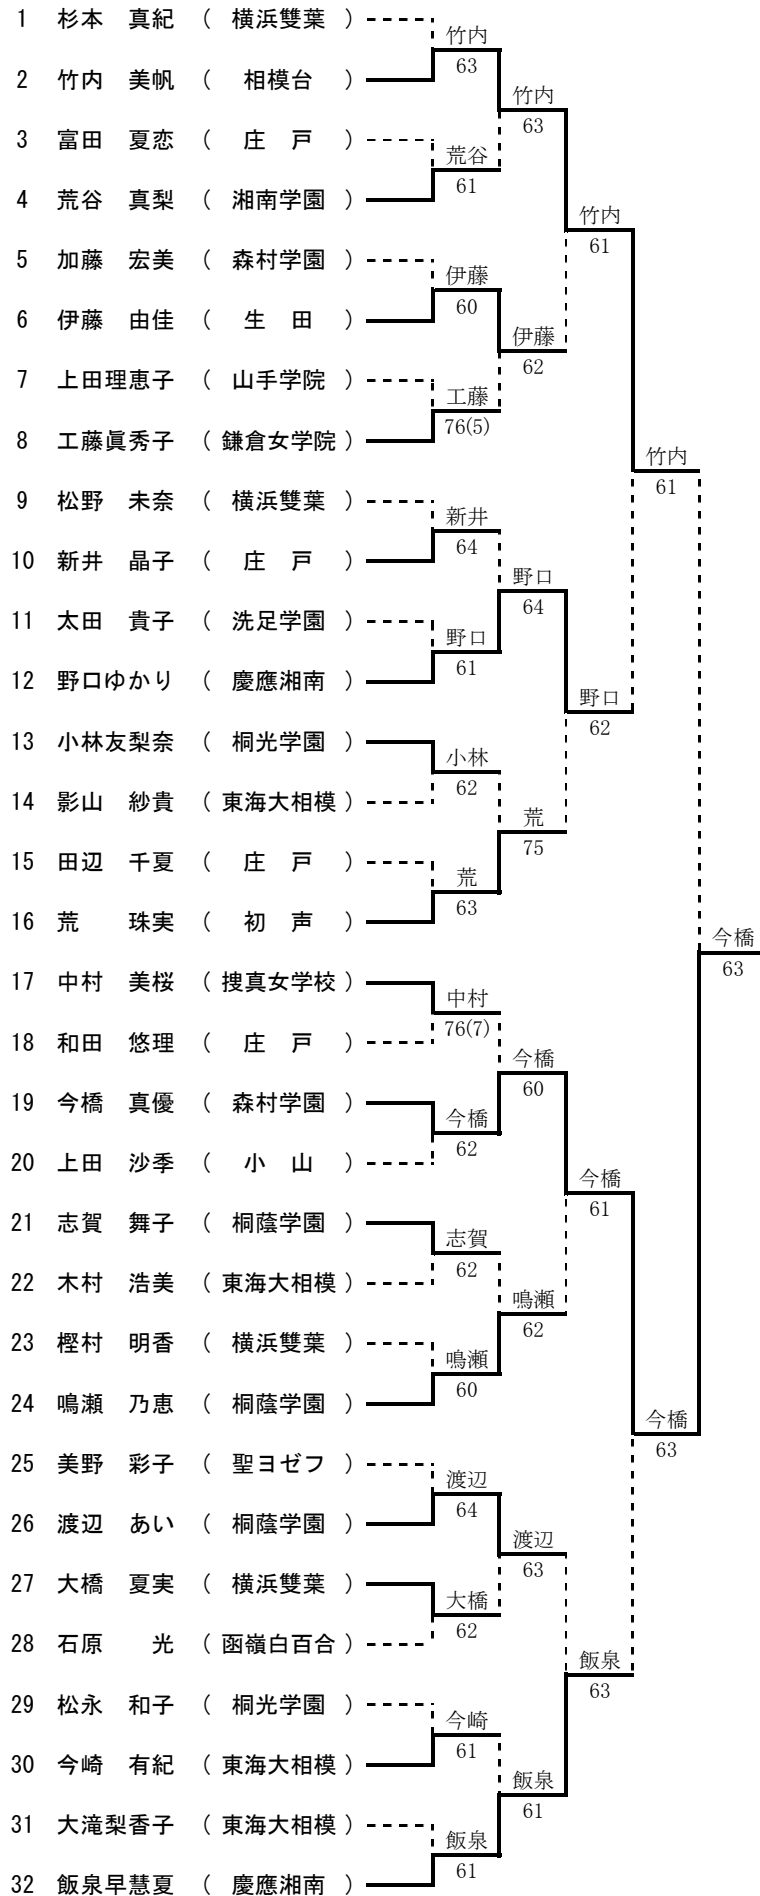 1 杉本 真紀 ( 横浜雙葉 )
竹内
63
2 竹内 美帆 ( 相模台 )
竹内
63
3 富田 夏恋 ( 庄 戸 )
荒谷
61
4 荒谷 真梨 ( 湘南学園 )
竹内
61
5 加藤 宏美 ( 森村学園 )
伊藤
60
6 伊藤 由佳 ( 生 田 )
伊藤
62
7 上田理恵子 ( 山手学院 )
工藤
76(5)
8 工藤眞秀子 ( 鎌倉女学院 )
竹内
61
9 松野 未奈 ( 横浜雙葉 )
新井
64
10 新井 晶子 ( 庄 戸 )
野口
64
11 太田 貴子 ( 洗足学園 )
野口
61
12 野口ゆかり ( 慶應湘南 )
野口
62
13 小林友梨奈 ( 桐光学園 )
小林
62
14 影山 紗貴 ( 東海大相模 )
荒
75
15 田辺 千夏 ( 庄 戸 )
荒
63
16 荒 珠実 ( 初 声 )
今橋
63
17 中村 美桜 ( 捜真女学校 )
中村
76(7)
18 和田 悠理 ( 庄 戸 )
今橋
60
19 今橋 真優 ( 森村学園 )
今橋
62
20 上田 沙季 ( 小 山 )
今橋
61
21 志賀 舞子 ( 桐蔭学園 )
志賀
62
22 木村 浩美 ( 東海大相模 )
鳴瀬
62
23 樫村 明香 ( 横浜雙葉 )
鳴瀬
60
24 鳴瀬 乃恵 ( 桐蔭学園 )
今橋
63
25 美野 彩子 ( 聖ヨゼフ )
渡辺
64
26 渡辺 あい ( 桐蔭学園 )
渡辺
63
27 大橋 夏実 ( 横浜雙葉 )
大橋
62
28 石原 光 ( 函嶺白百合 )
飯泉
63
29 松永 和子 ( 桐光学園 )
今崎
61
30 今崎 有紀 ( 東海大相模 )
飯泉
61
31 大滝梨香子 ( 東海大相模 )
飯泉
61
32 飯泉早慧夏 ( 慶應湘南 )